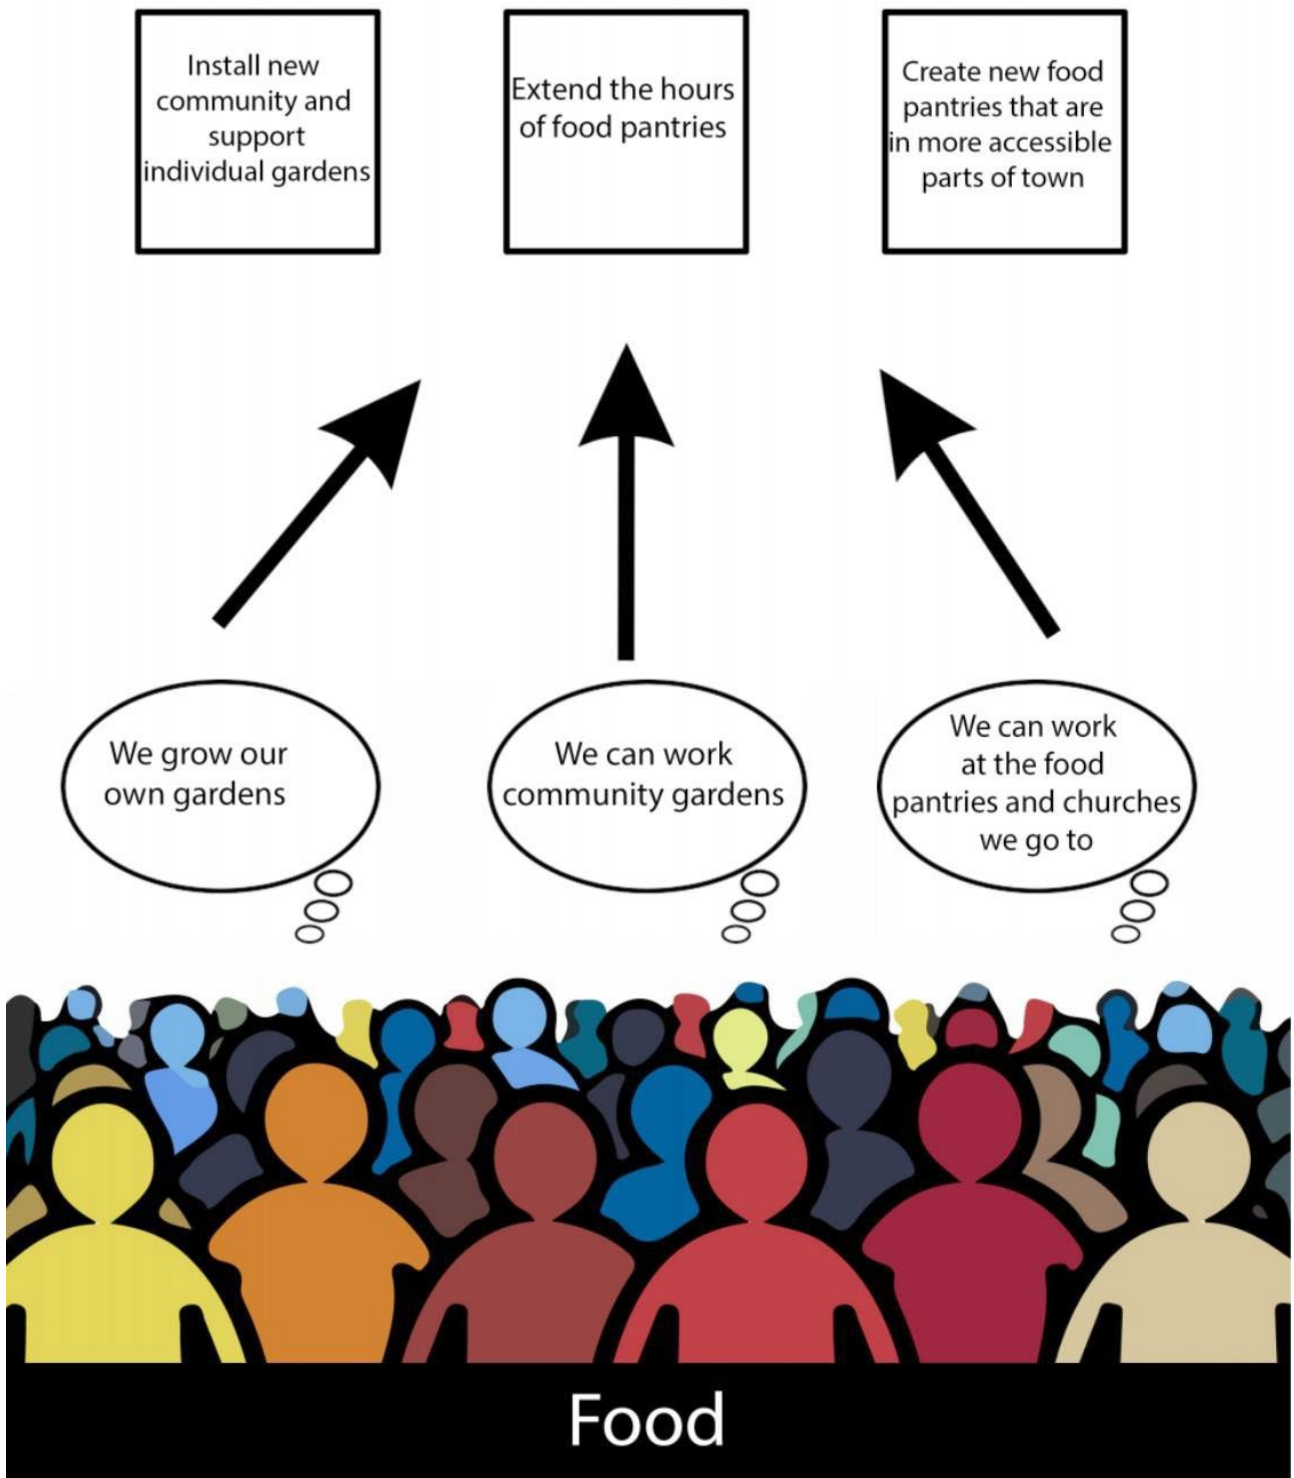 Install new
community and
support
individual gardens
Extend the hours
of food pantries
Create new food
pantries that are
in more accessible
parts of town
We grow our
own gardens
We can work
community gardens
We can work
at the food
pantries and churches
we go to
Food